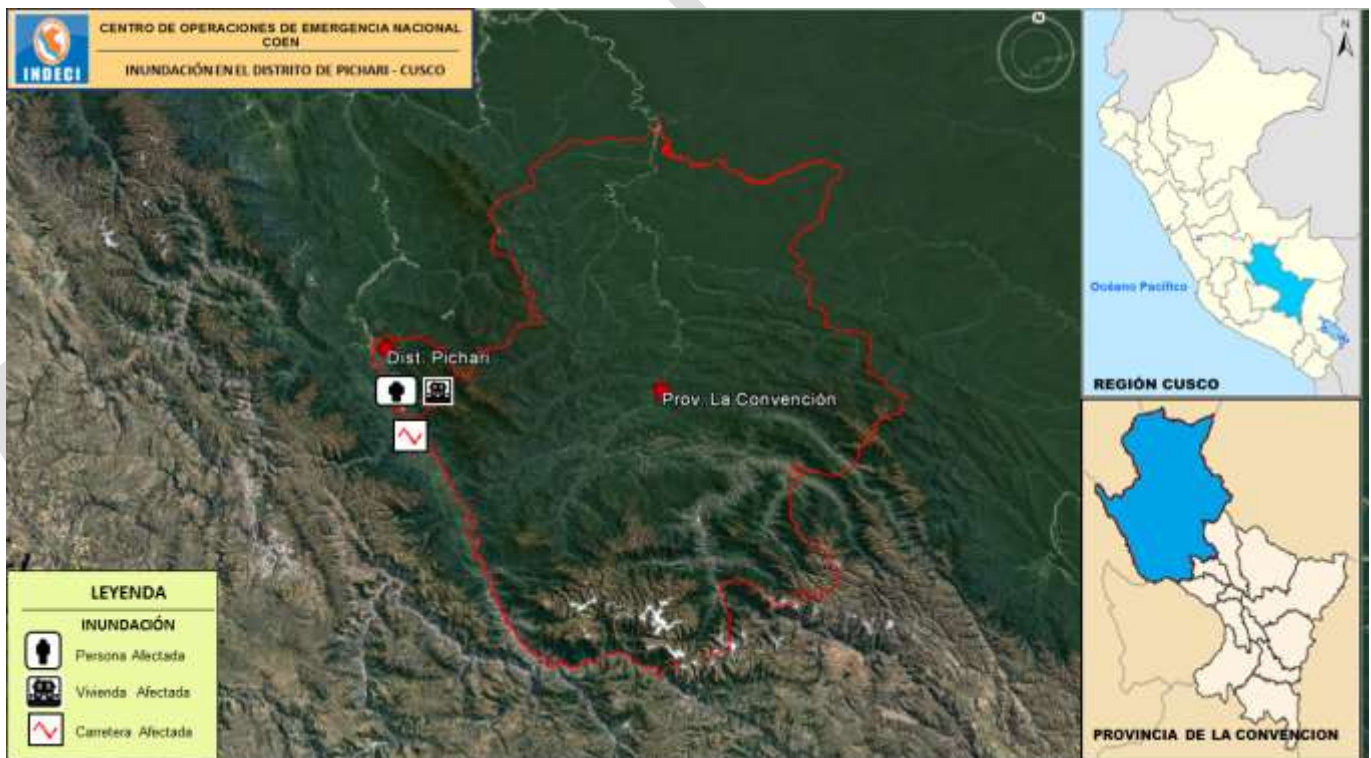 INDECI
CENTRO DE OPERACIONES DE EMERGENCIA NACIONAL
COEN
INUNDACIÓN EN EL DISTRITO DE PICHARI - CUSCO
N
N
Océano Pacífico
REGIÓN CUSCO
Dist. Pichari
Prov. La Convención
LEYENDA
INUNDACIÓN
Persona Afectada
Vivienda Afectada
Carretera Afectada
PROVINCIA DE LA CONVENCION